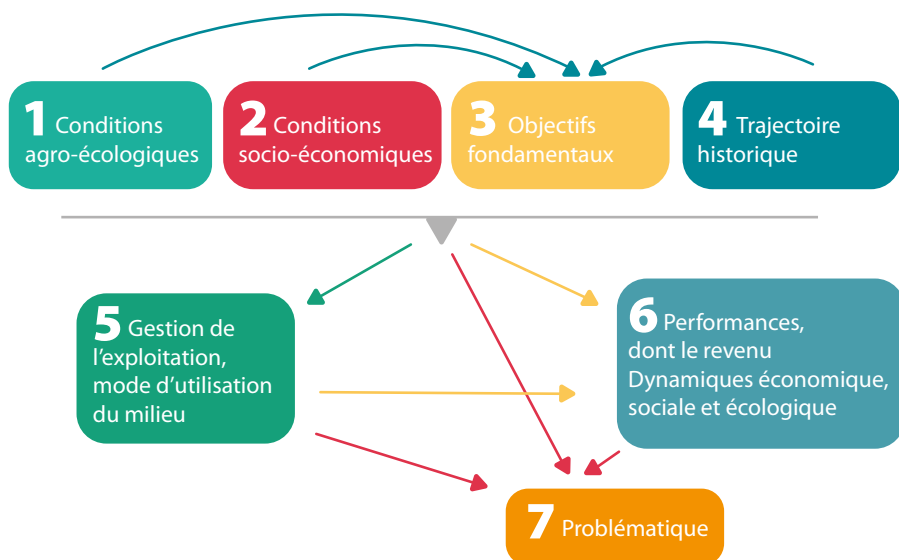 1 Conditions
agro-écologiques
2 Conditions
socio-économiques
3 Objectifs
fondamentaux
4 Trajectoire
historique
5 Gestion de
l’exploitation,
mode d’utilisation
du milieu
6 Performances,
dont le revenu
Dynamiques économique,
sociale et écologique
7 Problématique